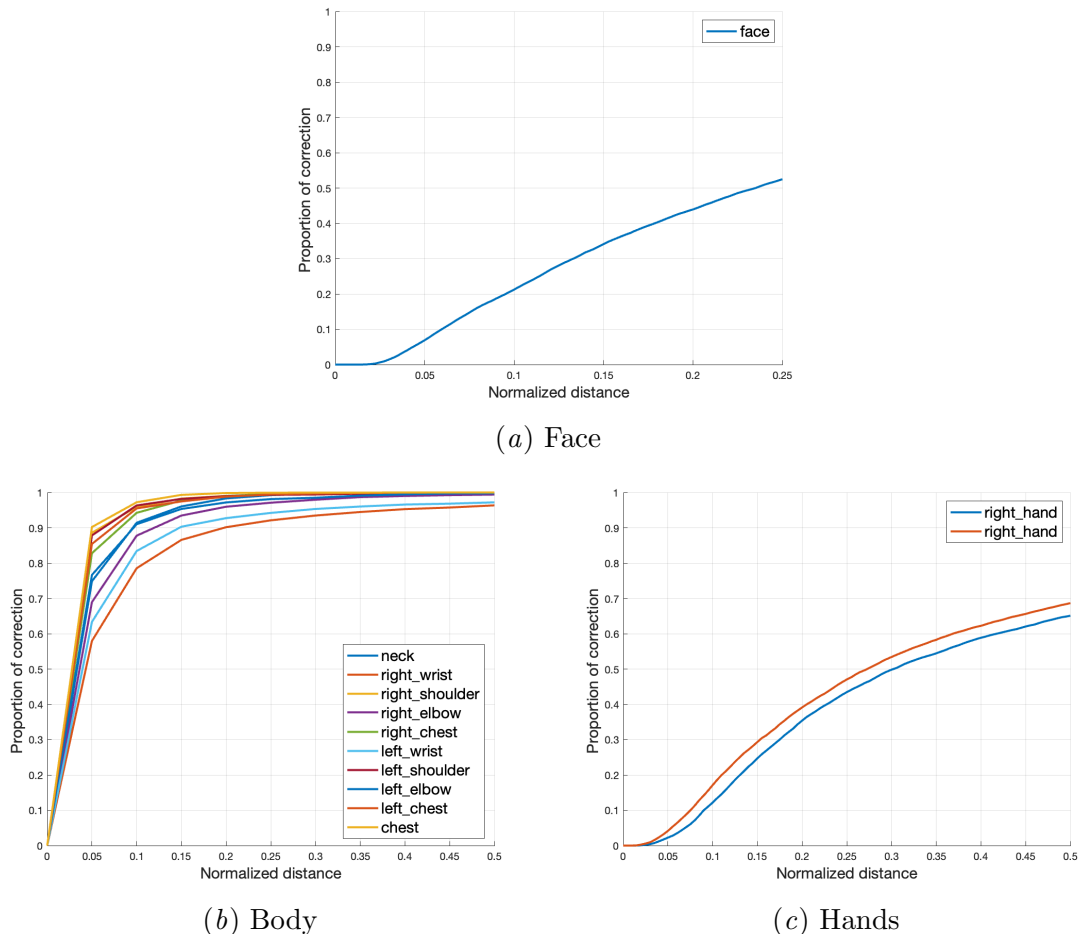 1
0.9
0.8
0.7
0.6
0.5
0.4
0.3
0.2
0.1
0
Proportion of correction
face
0 0.05 0.1 0.15 0.2 0.25
Normalized distance
(a) Face
1
0.9
0.8
0.7
0.6
0.5
0.4
0.3
0.2
0.1
0
Proportion of correction
neck
right_wrist
right_shoulder
right_elbow
right_chest
left_wrist
left_shoulder
left_elbow
left_chest
chest
0 0.05 0.1 0.15 0.2 0.25 0.3 0.35 0.4 0.45 0.5
Normalized distance
(b) Body
1
0.9
0.8
0.7
0.6
0.5
0.4
0.3
0.2
0.1
0
Proportion of correction
right_hand
right_hand
0 0.05 0.1 0.15 0.2 0.25 0.3 0.35 0.4 0.45 0.5
Normalized distance
(c) Hands